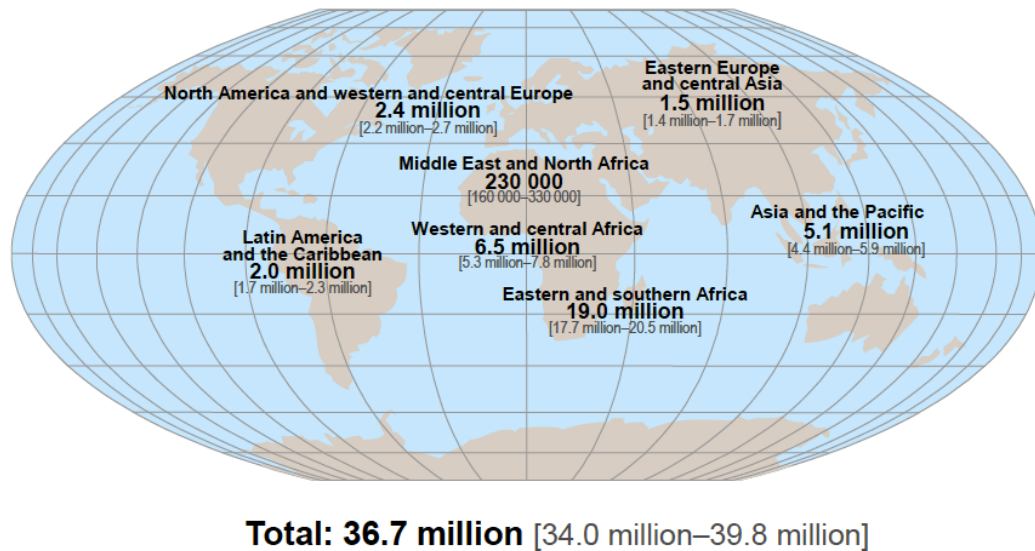 North America and western and central Europe
2.4 million
[2.2 million–2.7 million]
Eastern Europe
and central Asia
1.5 million
[1.4 million–1.7 million]
Middle East and North Africa
230 000
[160 000–330 000]
Western and central Africa
6.5 million
[5.3 million–7.8 million]
Asia and the Pacific
5.1 million
[4.4 million–5.9 million]
Latin America
and the Caribbean
2.0 million
[1.7 million–2.3 million]
Eastern and southern Africa
19.0 million
[17.7 million–20.5 million]
Total: 36.7 million [34.0 million–39.8 million]